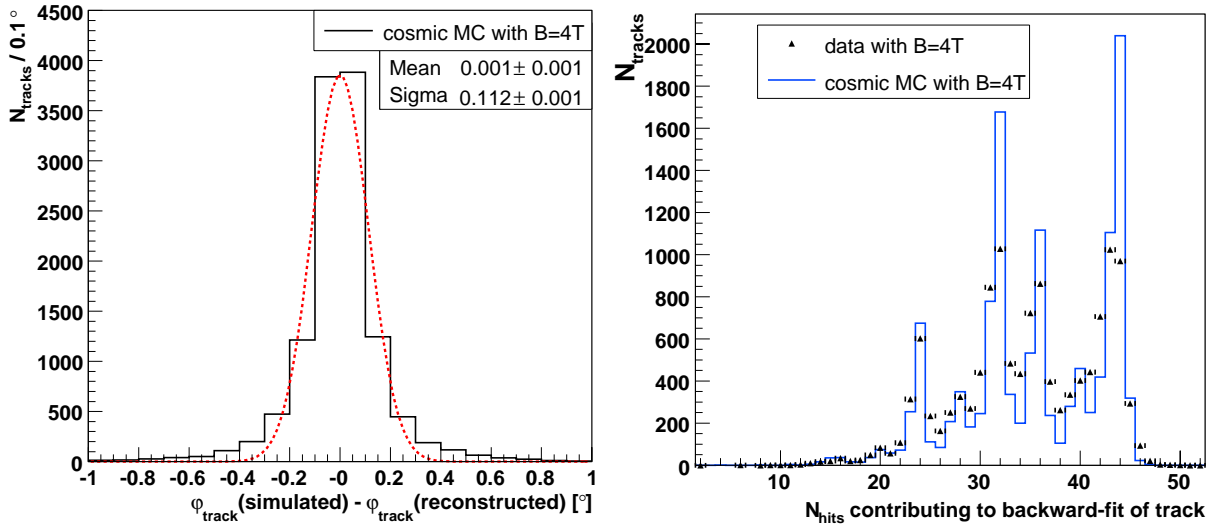 N_tracks / 0.1°
4500
4000
3500
3000
2500
2000
1500
1000
500
0
cosmic MC with B=4T
Mean 0.001± 0.001
Sigma 0.112± 0.001
-1 -0.8 -0.6 -0.4 -0.2 -0 0.2 0.4 0.6 0.8 1
φ_track(simulated) - φ_track(reconstructed) [°]
N_tracks
2000
1800
1600
1400
1200
1000
800
600
400
200
0
data with B=4T
cosmic MC with B=4T
10 20 30 40 50
N_hits contributing to backward-fit of track